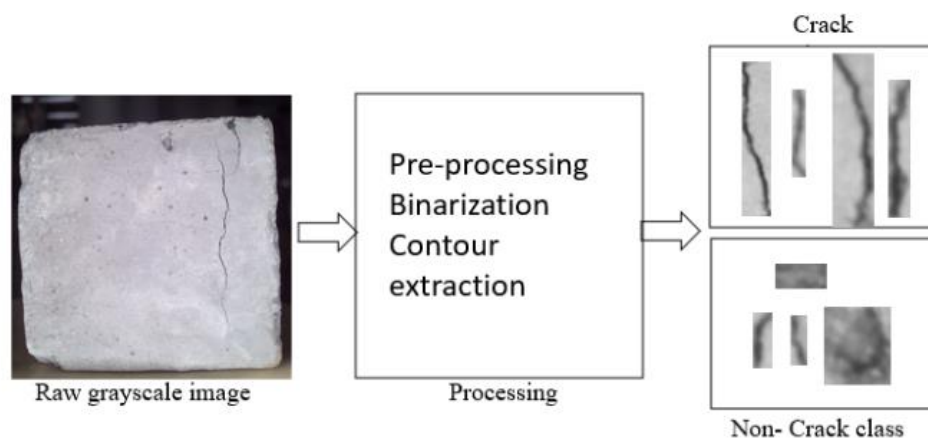 Crack
Pre-processing
Binarization
Contour
extraction
Raw grayscale image
Processing
Non- Crack class